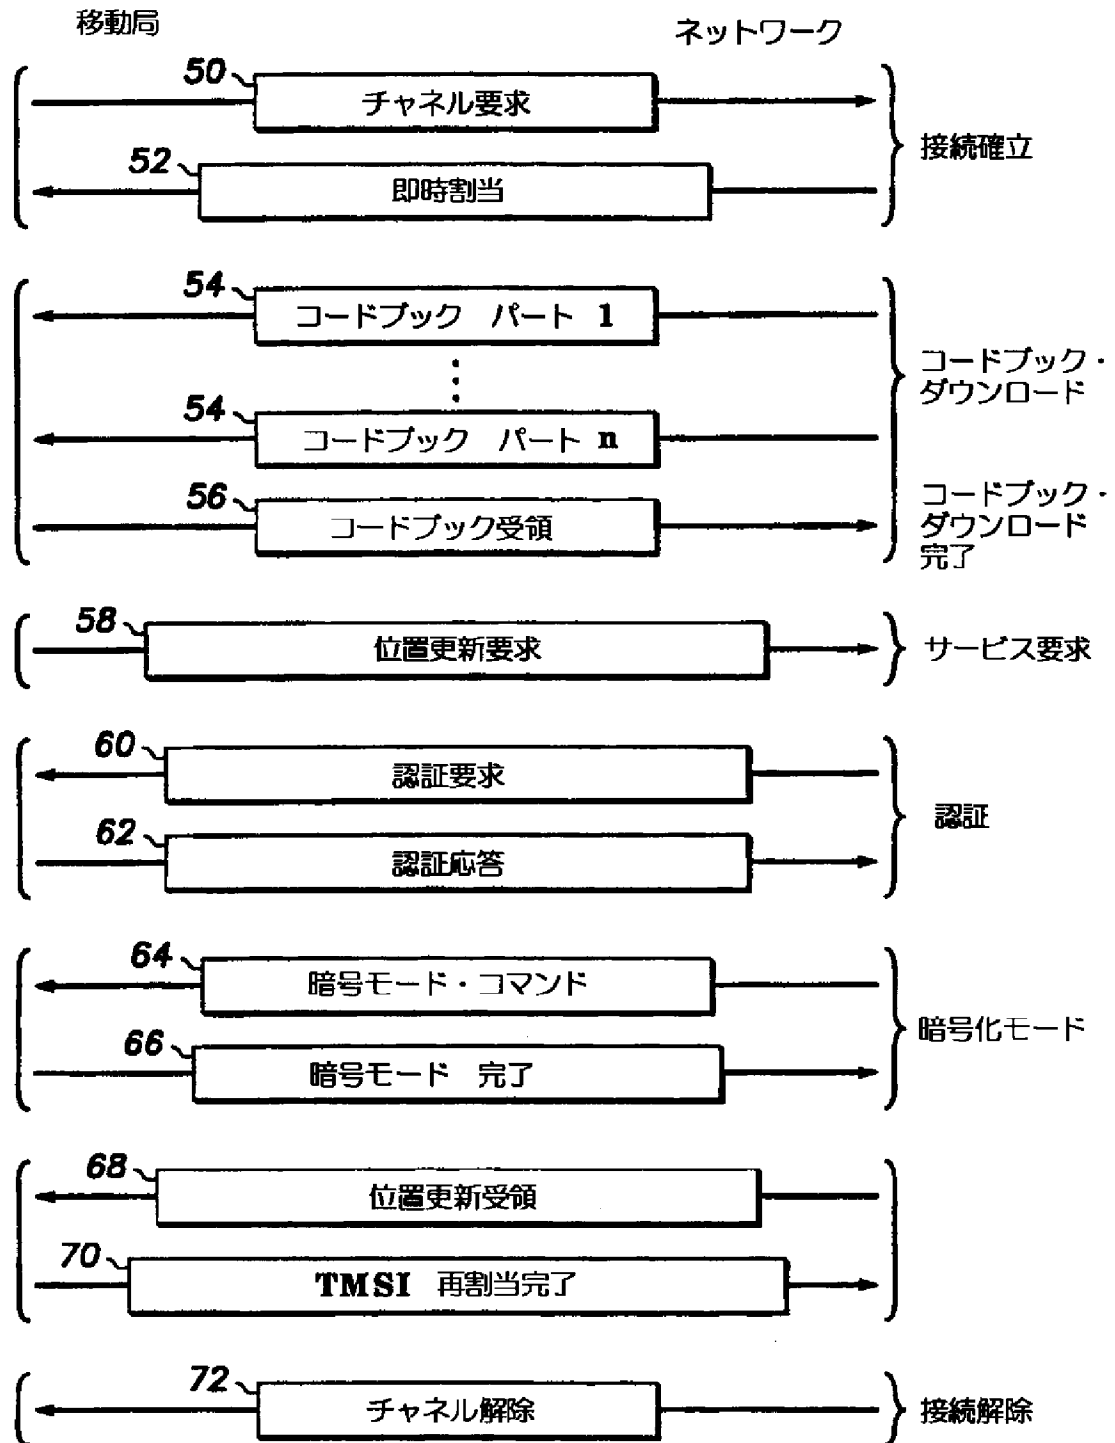 移動局
ネットワーク
50
チャネル要求
52
即時割当
接続確立
54
コードブック パート 1
54
コードブック パート n
コードブック・
ダウンロード
56
コードブック受領
コードブック・
ダウンロード
完了
58
位置更新要求
サービス要求
60
認証要求
62
認証応答
認証
64
暗号モード・コマンド
66
暗号モード 完了
暗号化モード
68
位置更新受領
70
TMSI 再割当完了
72
チャネル解除
接続解除